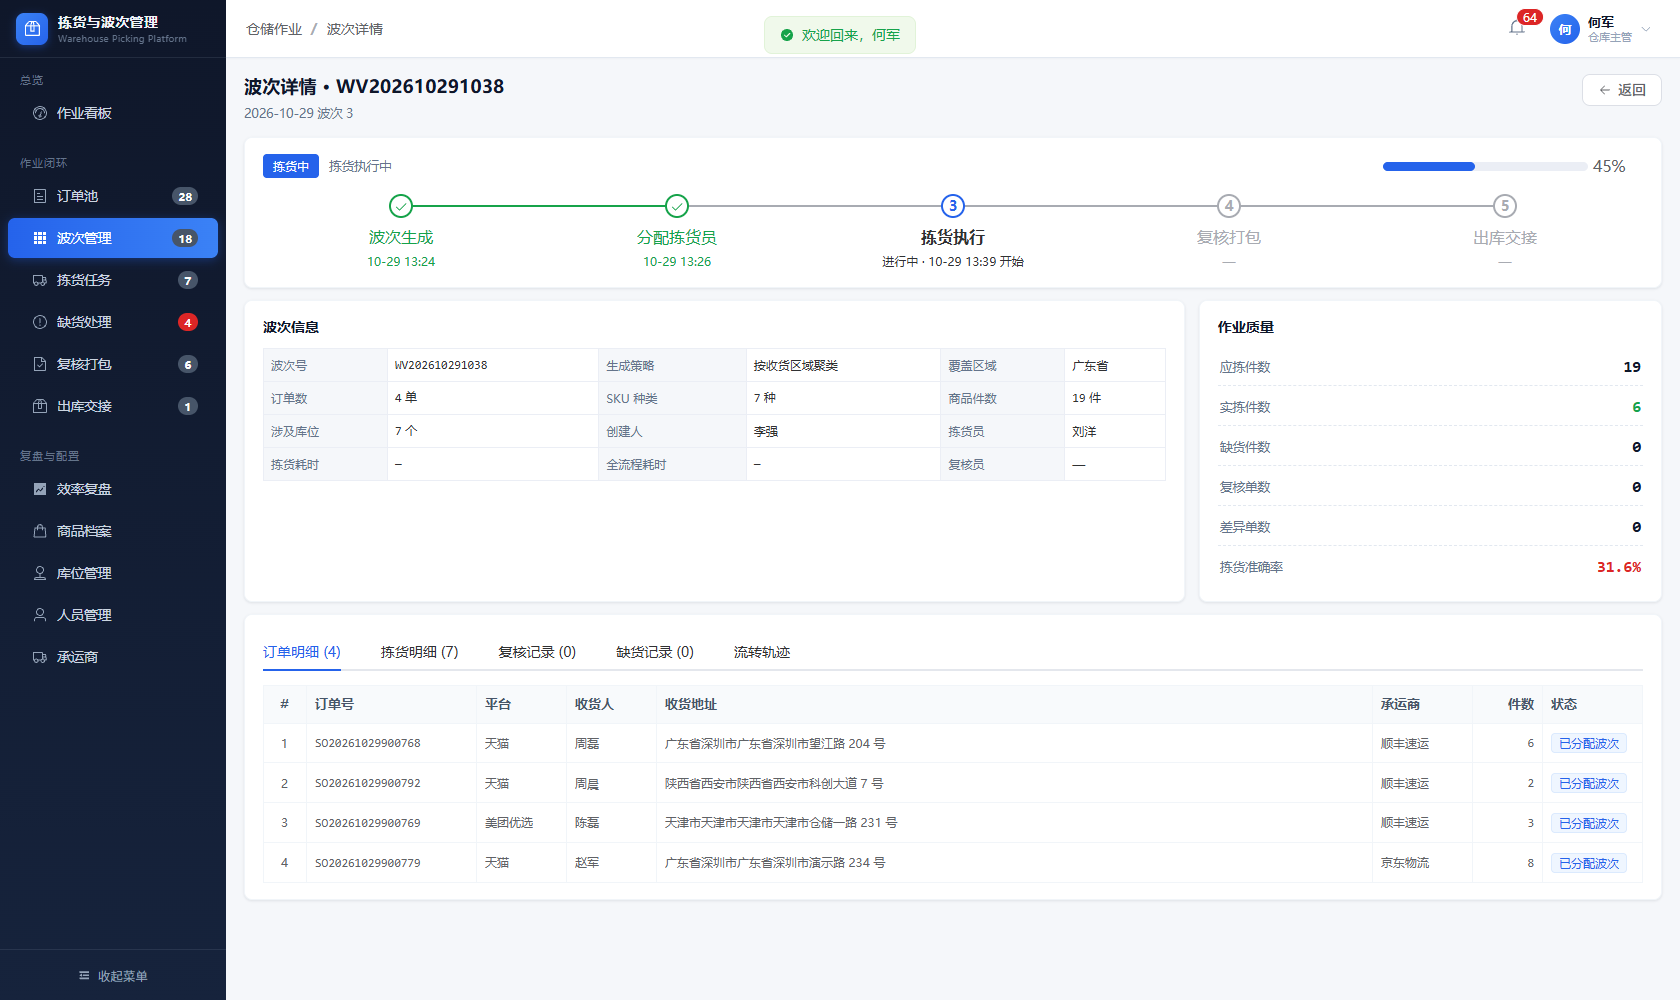 拣货与波次管理
Warehouse Picking Platform
总览
作业看板
作业闭环
订单池 28
波次管理 18
拣货任务 7
缺货处理 4
复核打包 6
出库交接 1
复盘与配置
效率复盘
商品档案
库位管理
人员管理
承运商
收起菜单
仓储作业 / 波次详情
欢迎回来，何军
64
何
何军
仓库主管
波次详情 • WV202610291038
2026-10-29 波次 3
返回
拣货中 拣货执行中 45%
3 4 5
波次生成 分配拣货员 拣货执行 复核打包 出库交接
10-29 13:24 10-29 13:26 进行中 · 10-29 13:39 开始 — —
波次信息
波次号 WV202610291038 生成策略 按收货区域聚类 覆盖区域 广东省
订单数 4 单 SKU 种类 7 种 商品件数 19 件
涉及库位 7 个 创建人 李强 拣货员 刘洋
拣货耗时 – 全流程耗时 – 复核员 —
作业质量
应拣件数 19
实拣件数 6
缺货件数 0
复核单数 0
差异单数 0
拣货准确率 31.6%
订单明细 (4) 拣货明细 (7) 复核记录 (0) 缺货记录 (0) 流转轨迹
# 订单号 平台 收货人 收货地址 承运商 件数 状态
1 SO20261029900768 天猫 周磊 广东省深圳市广东省深圳市望江路 204 号 顺丰速运 6 已分配波次
2 SO20261029900792 天猫 周晨 陕西省西安市陕西省西安市科创大道 7 号 顺丰速运 2 已分配波次
3 SO20261029900769 美团优选 陈磊 天津市天津市天津市天津市仓储一路 231 号 顺丰速运 3 已分配波次
4 SO20261029900779 天猫 赵军 广东省深圳市广东省深圳市演示路 234 号 京东物流 8 已分配波次